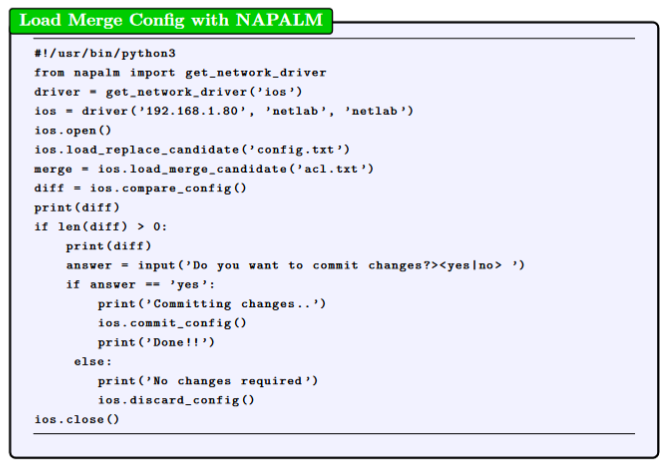 Load Merge Config with NAPALM
#!/usr/bin/python3
from napalm import get_network_driver
driver = get_network_driver('ios')
ios = driver('192.168.1.80', 'netlab', 'netlab')
ios.open()
ios.load_replace_candidate('config.txt')
merge = ios.load_merge_candidate('acl.txt')
diff = ios.compare_config()
print(diff)
if len(diff) > 0:
    print(diff)
    answer = input('Do you want to commit changes?><yes|no> ')
    if answer == 'yes':
        print('Committing changes..')
        ios.commit_config()
        print('Done!!')
     else:
        print('No changes required')
        ios.discard_config()
ios.close()